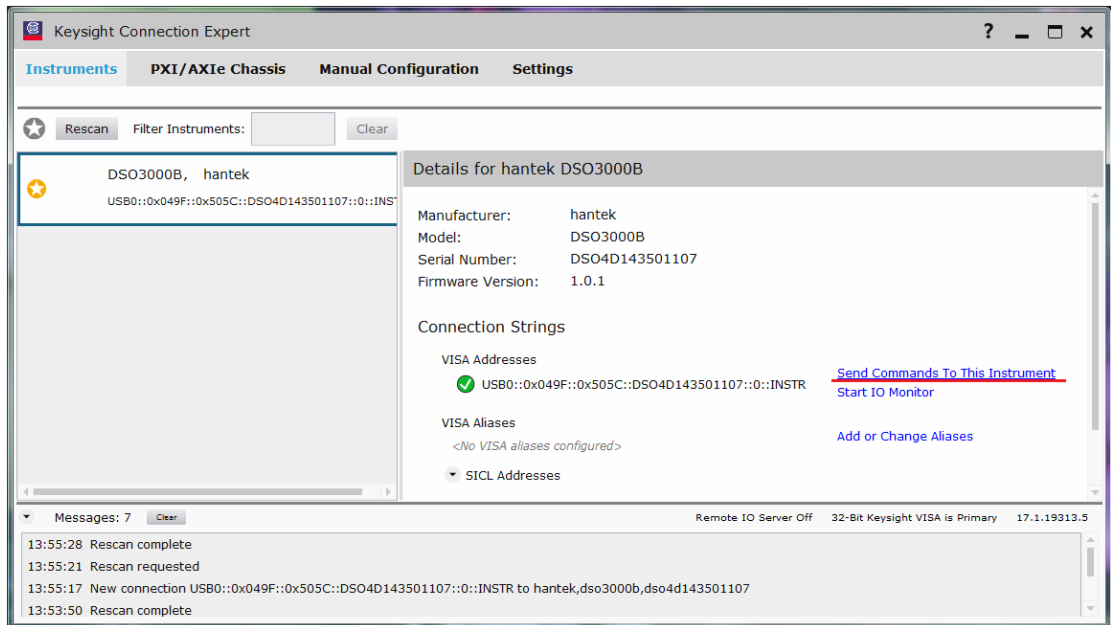 Keysight Connection Expert
?
Instruments PXI/AXIe Chassis Manual Configuration Settings
Rescan Filter Instruments: Clear
DSO3000B, hantek
USB0::0x049F::0x505C::DSO4D143501107::0::INST
Details for hantek DSO3000B
Manufacturer: hantek
Model: DSO3000B
Serial Number: DSO4D143501107
Firmware Version: 1.0.1
Connection Strings
VISA Addresses
USB0::0x049F::0x505C::DSO4D143501107::0::INSTR
Send Commands To This Instrument
Start IO Monitor
VISA Aliases
<No VISA aliases configured>
Add or Change Aliases
SICL Addresses
Messages: 7 Clear Remote IO Server Off 32-Bit Keysight VISA is Primary 17.1.19313.5
13:55:28 Rescan complete
13:55:21 Rescan requested
13:55:17 New connection USB0::0x049F::0x505C::DSO4D143501107::0::INSTR to hantek,dso3000b,dso4d143501107
13:53:50 Rescan complete